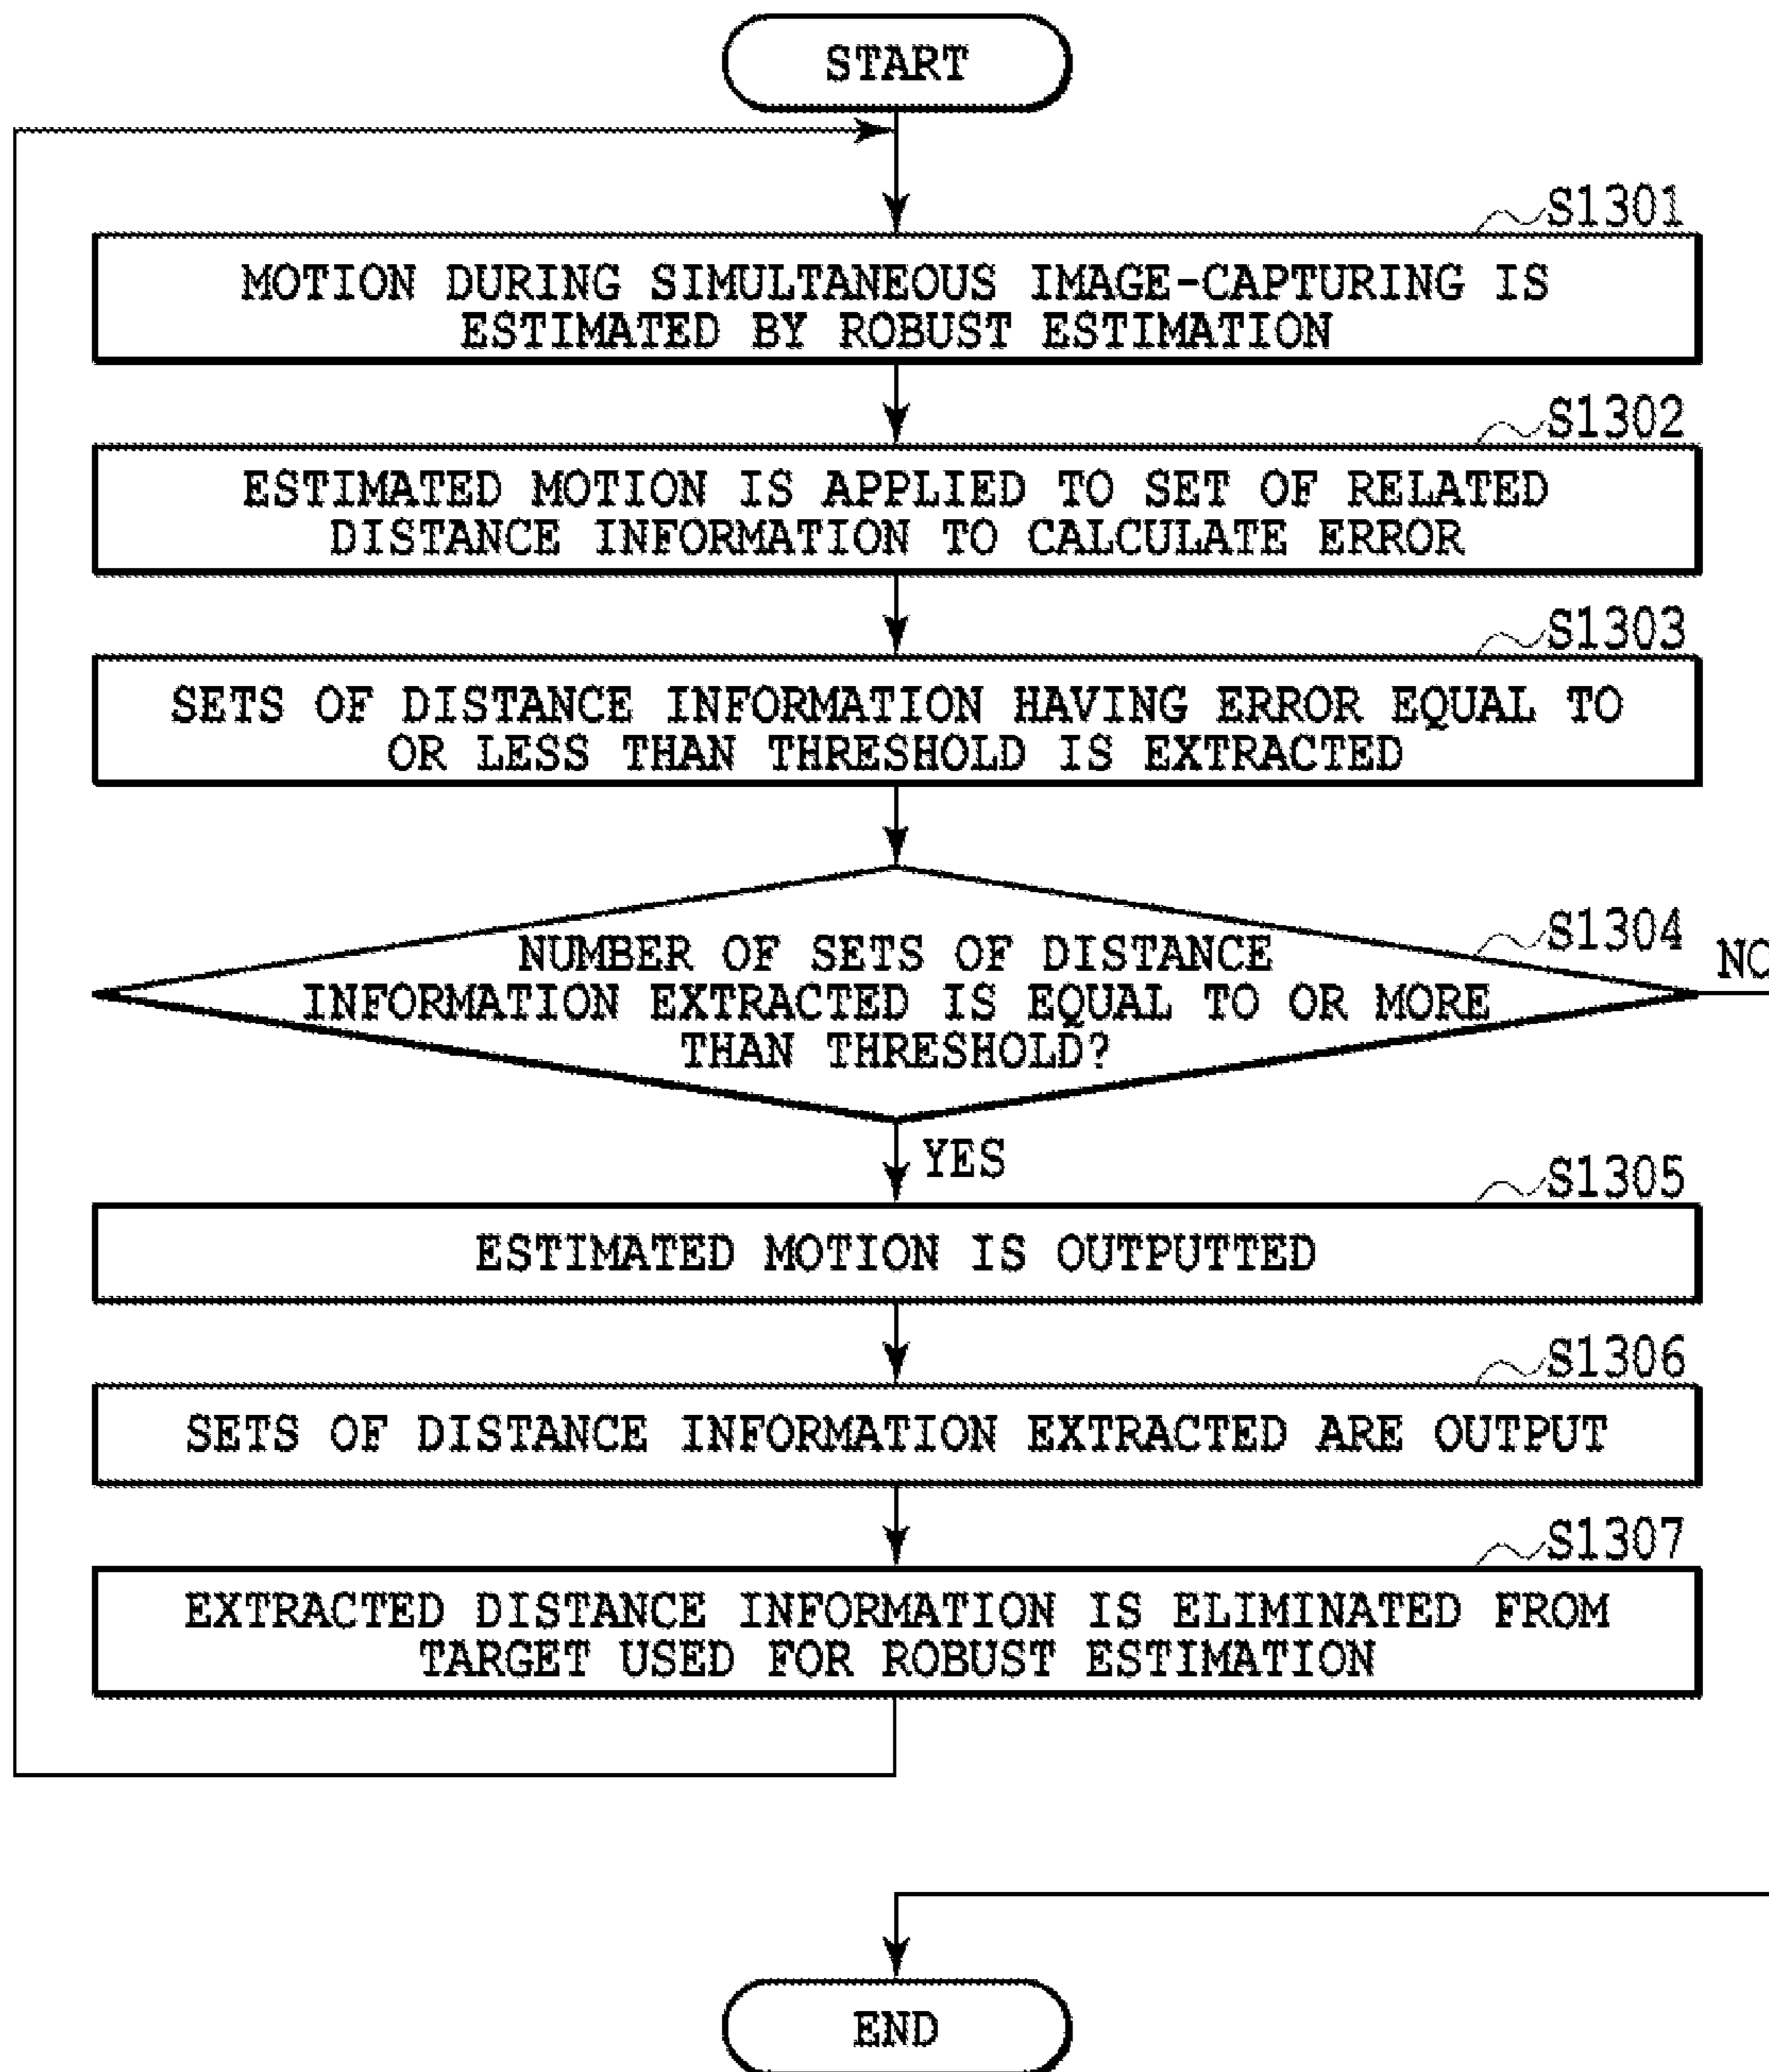 START
S1301
MOTION DURING SIMULTANEOUS IMAGE-CAPTURING IS
ESTIMATED BY ROBUST ESTIMATION
S1302
ESTIMATED MOTION IS APPLIED TO SET OF RELATED
DISTANCE INFORMATION TO CALCULATE ERROR
S1303
SETS OF DISTANCE INFORMATION HAVING ERROR EQUAL TO
OR LESS THAN THRESHOLD IS EXTRACTED
S1304
NO
NUMBER OF SETS OF DISTANCE
INFORMATION EXTRACTED IS EQUAL TO OR MORE
THAN THRESHOLD?
YES
S1305
ESTIMATED MOTION IS OUTPUTTED
S1306
SETS OF DISTANCE INFORMATION EXTRACTED ARE OUTPUT
S1307
EXTRACTED DISTANCE INFORMATION IS ELIMINATED FROM
TARGET USED FOR ROBUST ESTIMATION
END